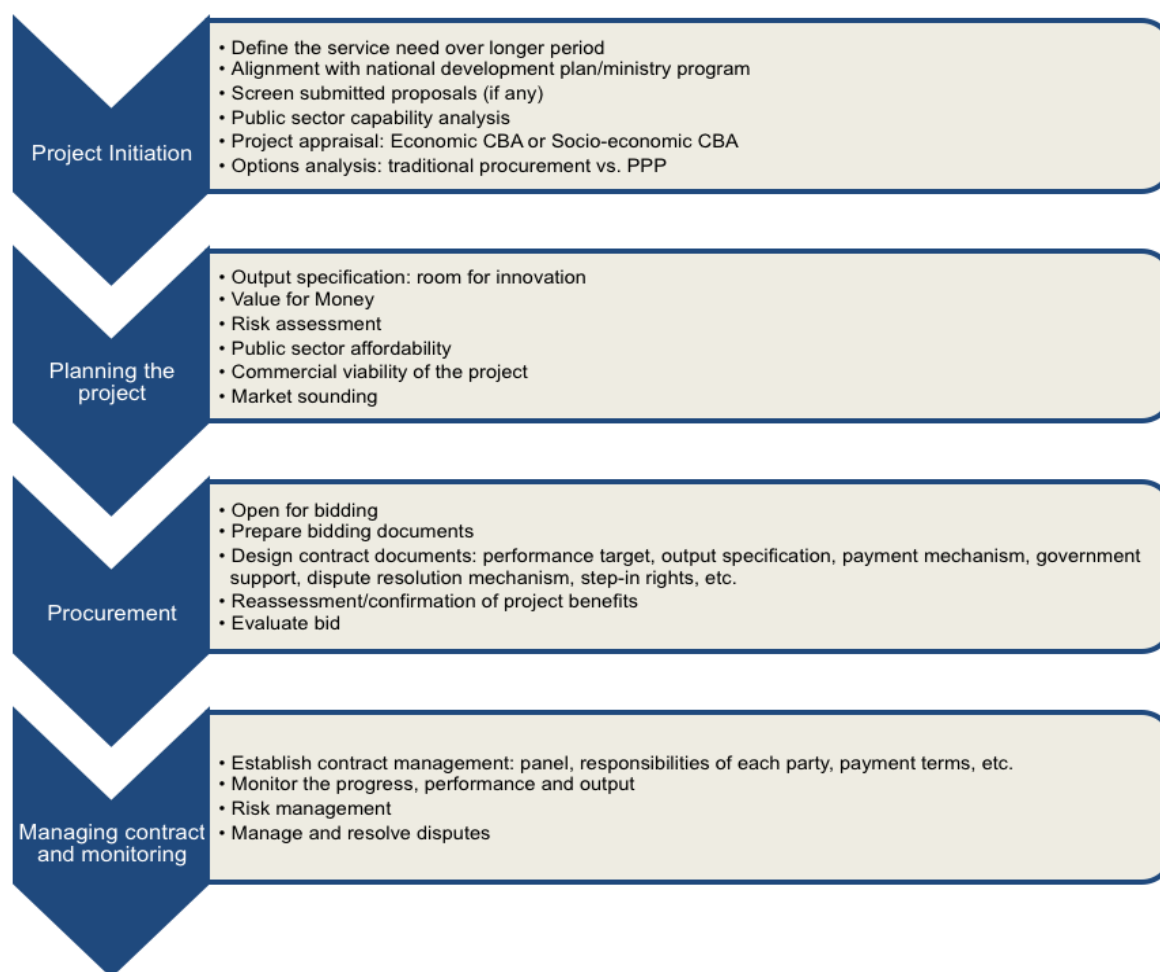 Project Initiation
• Define the service need over longer period
• Alignment with national development plan/ministry program
• Screen submitted proposals (if any)
• Public sector capability analysis
• Project appraisal: Economic CBA or Socio-economic CBA
• Options analysis: traditional procurement vs. PPP
Planning the
project
• Output specification: room for innovation
• Value for Money
• Risk assessment
• Public sector affordability
• Commercial viability of the project
• Market sounding
Procurement
• Open for bidding
• Prepare bidding documents
• Design contract documents: performance target, output specification, payment mechanism, government
support, dispute resolution mechanism, step-in rights, etc.
• Reassessment/confirmation of project benefits
• Evaluate bid
Managing contract
and monitoring
• Establish contract management: panel, responsibilities of each party, payment terms, etc.
• Monitor the progress, performance and output
• Risk management
• Manage and resolve disputes